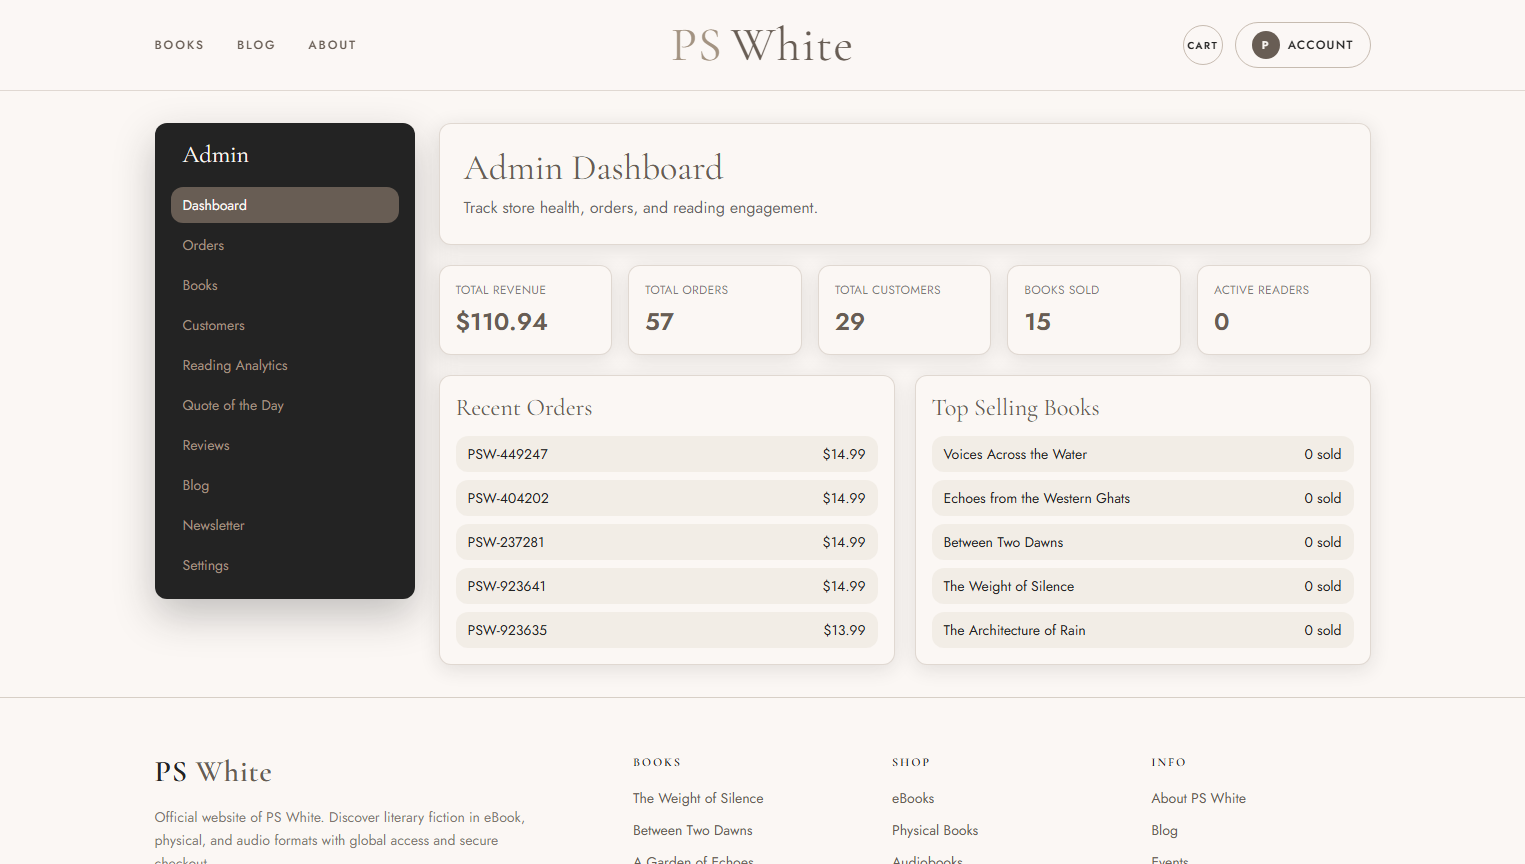 BOOKS BLOG ABOUT
PS White
CART
P ACCOUNT
Admin
Dashboard
Orders
Books
Customers
Reading Analytics
Quote of the Day
Reviews
Blog
Newsletter
Settings
Admin Dashboard
Track store health, orders, and reading engagement.
TOTAL REVENUE
$110.94
TOTAL ORDERS
57
TOTAL CUSTOMERS
29
BOOKS SOLD
15
ACTIVE READERS
0
Recent Orders
PSW-449247 $14.99
PSW-404202 $14.99
PSW-237281 $14.99
PSW-923641 $14.99
PSW-923635 $13.99
Top Selling Books
Voices Across the Water 0 sold
Echoes from the Western Ghats 0 sold
Between Two Dawns 0 sold
The Weight of Silence 0 sold
The Architecture of Rain 0 sold
PS White
Official website of PS White. Discover literary fiction in eBook,
physical, and audio formats with global access and secure
checkout.
BOOKS
The Weight of Silence
Between Two Dawns
A Garden of Echoes
SHOP
eBooks
Physical Books
Audiobooks
INFO
About PS White
Blog
Events